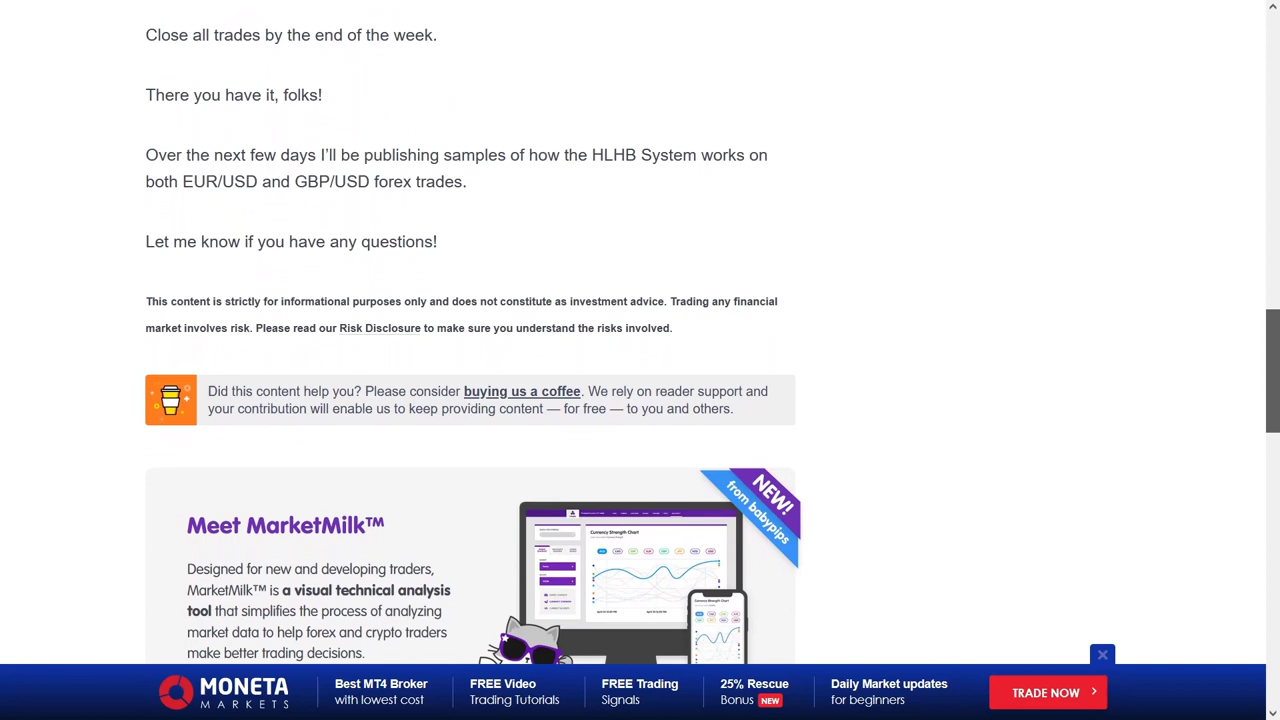 Close all trades by the end of the week.
There you have it, folks!
Over the next few days I'll be publishing samples of how the HLHB System works on
both EUR/USD and GBP/USD forex trades.
Let me know if you have any questions!
This content is strictly for informational purposes only and does not constitute as investment advice. Trading any financial
market involves risk. Please read our Risk Disclosure to make sure you understand the risks involved.
Did this content help you? Please consider buying us a coffee. We rely on reader support and
your contribution will enable us to keep providing content — for free — to you and others.
NEW!
from babypips
Meet MarketMilk™
Currency Strength Chart
Designed for new and developing traders,
MarketMilk™ is a visual technical analysis
tool that simplifies the process of analyzing
market data to help forex and crypto traders
make better trading decisions.
Currency Strength Chart
MONETA
MARKETS
Best MT4 Broker
with lowest cost
FREE Video
Trading Tutorials
FREE Trading
Signals
25% Rescue
Bonus NEW
Daily Market updates
for beginners
TRADE NOW